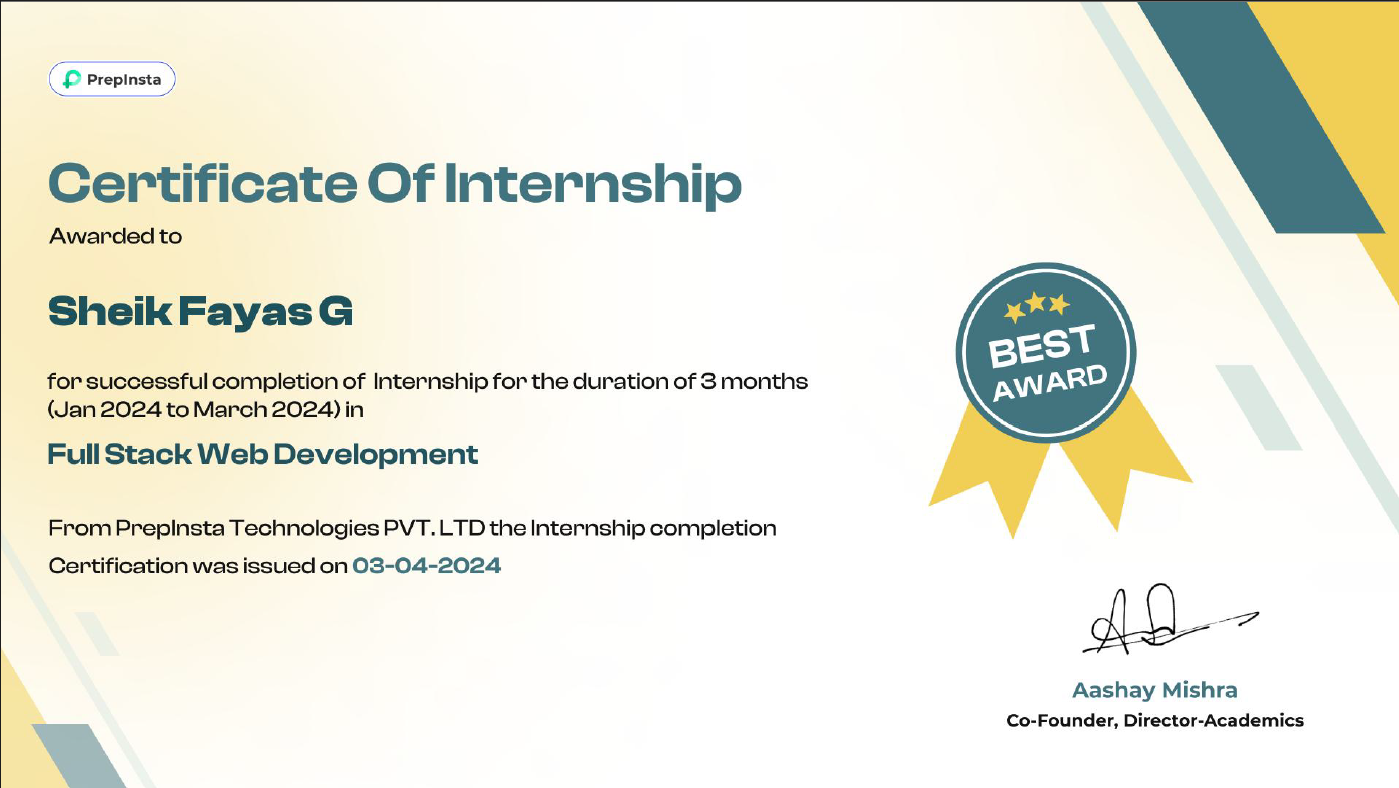 PrepInsta
Certificate Of Internship
Awarded to
Sheik Fayas G
for successful completion of Internship for the duration of 3 months
(Jan 2024 to March 2024) in
Full Stack Web Development
From PrepInsta Technologies PVT. LTD the Internship completion
Certification was issued on 03-04-2024
BEST
AWARD
Aashay Mishra
Co-Founder, Director-Academics